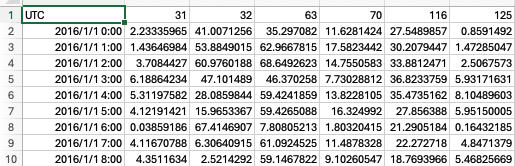 1 UTC 31 32 63 70 116 125
2 2016/1/1 0:00 2.23335965 41.0071256 35.297082 11.6281424 27.5489857 0.8591492
3 2016/1/1 1:00 1.43646984 53.8849015 62.9667815 17.5823442 30.2079447 1.47285047
4 2016/1/1 2:00 3.7084427 60.9760188 68.6492623 14.7550583 33.8812471 2.5067573
5 2016/1/1 3:00 6.18864234 47.101489 46.370258 7.73028812 36.8233759 5.93171631
6 2016/1/1 4:00 5.31197582 28.0859844 59.4241859 13.8228105 35.4735162 8.10489603
7 2016/1/1 5:00 4.12191421 15.9653367 59.4265088 16.324992 27.856388 5.95150005
8 2016/1/1 6:00 0.03859186 67.4146907 7.80805213 1.80320415 21.2905184 0.16432185
9 2016/1/1 7:00 4.11670788 6.30640915 61.0924525 11.4878328 22.272718 4.8471379
10 2016/1/1 8:00 4.3511634 2.5214292 59.1467822 9.10260547 18.7693966 5.46825669